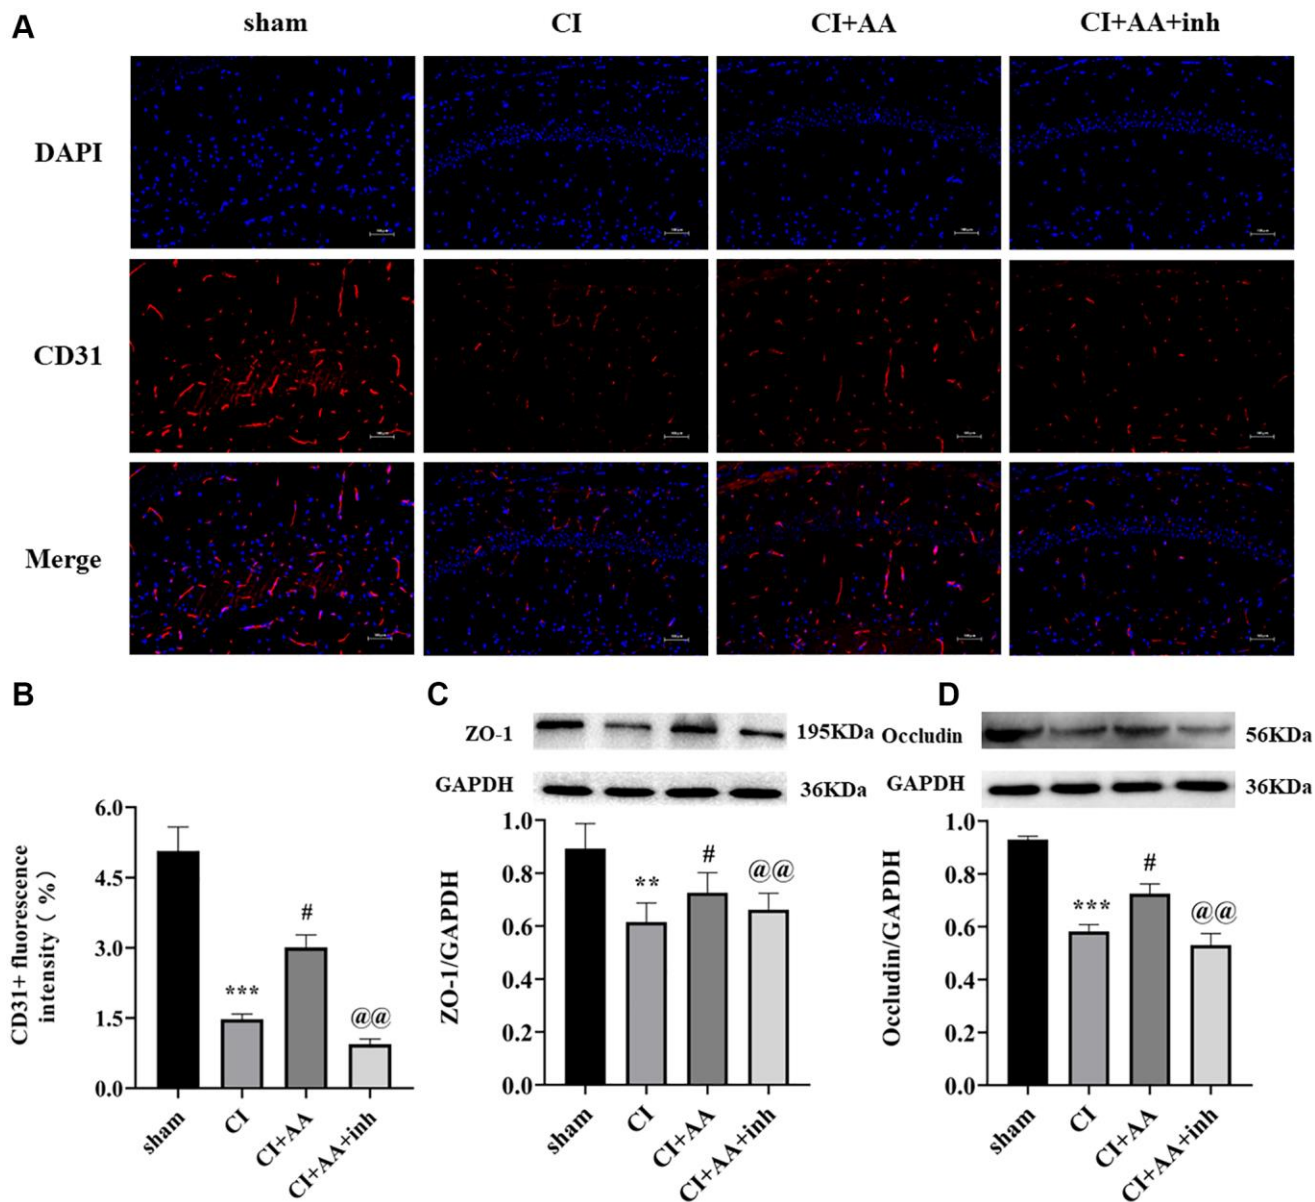 A
sham
CI
CI+AA
CI+AA+inh
DAPI
CD31
Merge
B
CD31+ fluorescence
intensity（ %）
6.0
4.5
3.0
1.5
0.0
***
#
@@
sham
CI
CI+AA
CI+AA+inh
C
ZO-1
195KDa
GAPDH
36KDa
ZO-1/GAPDH
1.0
0.8
0.6
0.4
0.2
0.0
**
#
@@
sham
CI
CI+AA
CI+AA+inh
D
Occludin
56KDa
GAPDH
36KDa
Occludin/GAPDH
1.0
0.8
0.6
0.4
0.2
0.0
***
#
@@
sham
CI
CI+AA
CI+AA+inh